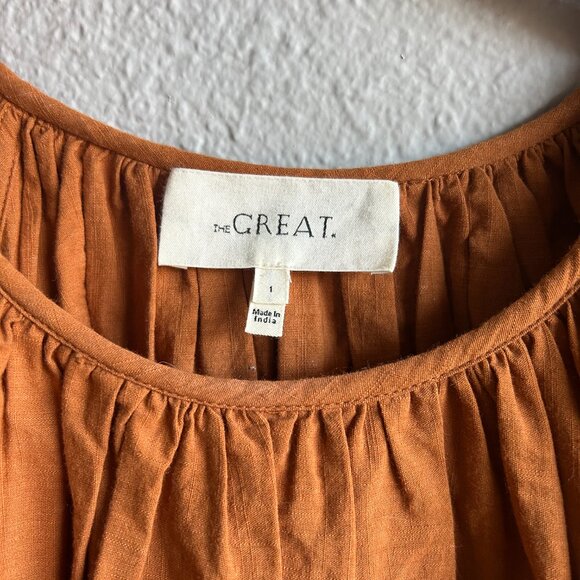 THE GREAT.
1
Made In
India